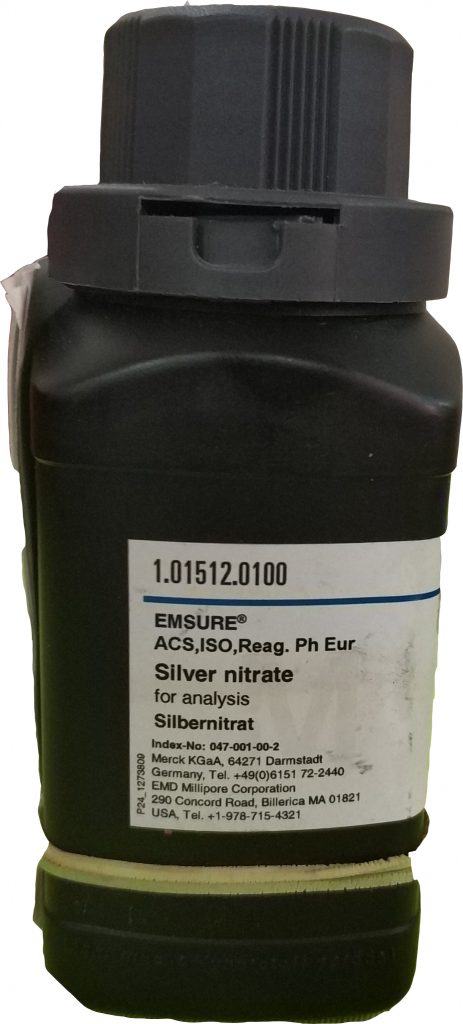 1.01512.0100
EMSURE®
ACS,ISO,Reag. Ph Eur
Silver nitrate
for analysis
Silbernitrat
Index-No: 047-001-00-2
Merck KGaA, 64271 Darmstadt
Germany, Tel. +49(0)6151 72-2440
EMD Millipore Corporation
290 Concord Road, Billerica MA 01821
USA, Tel. +1-978-715-4321
P24_1273809